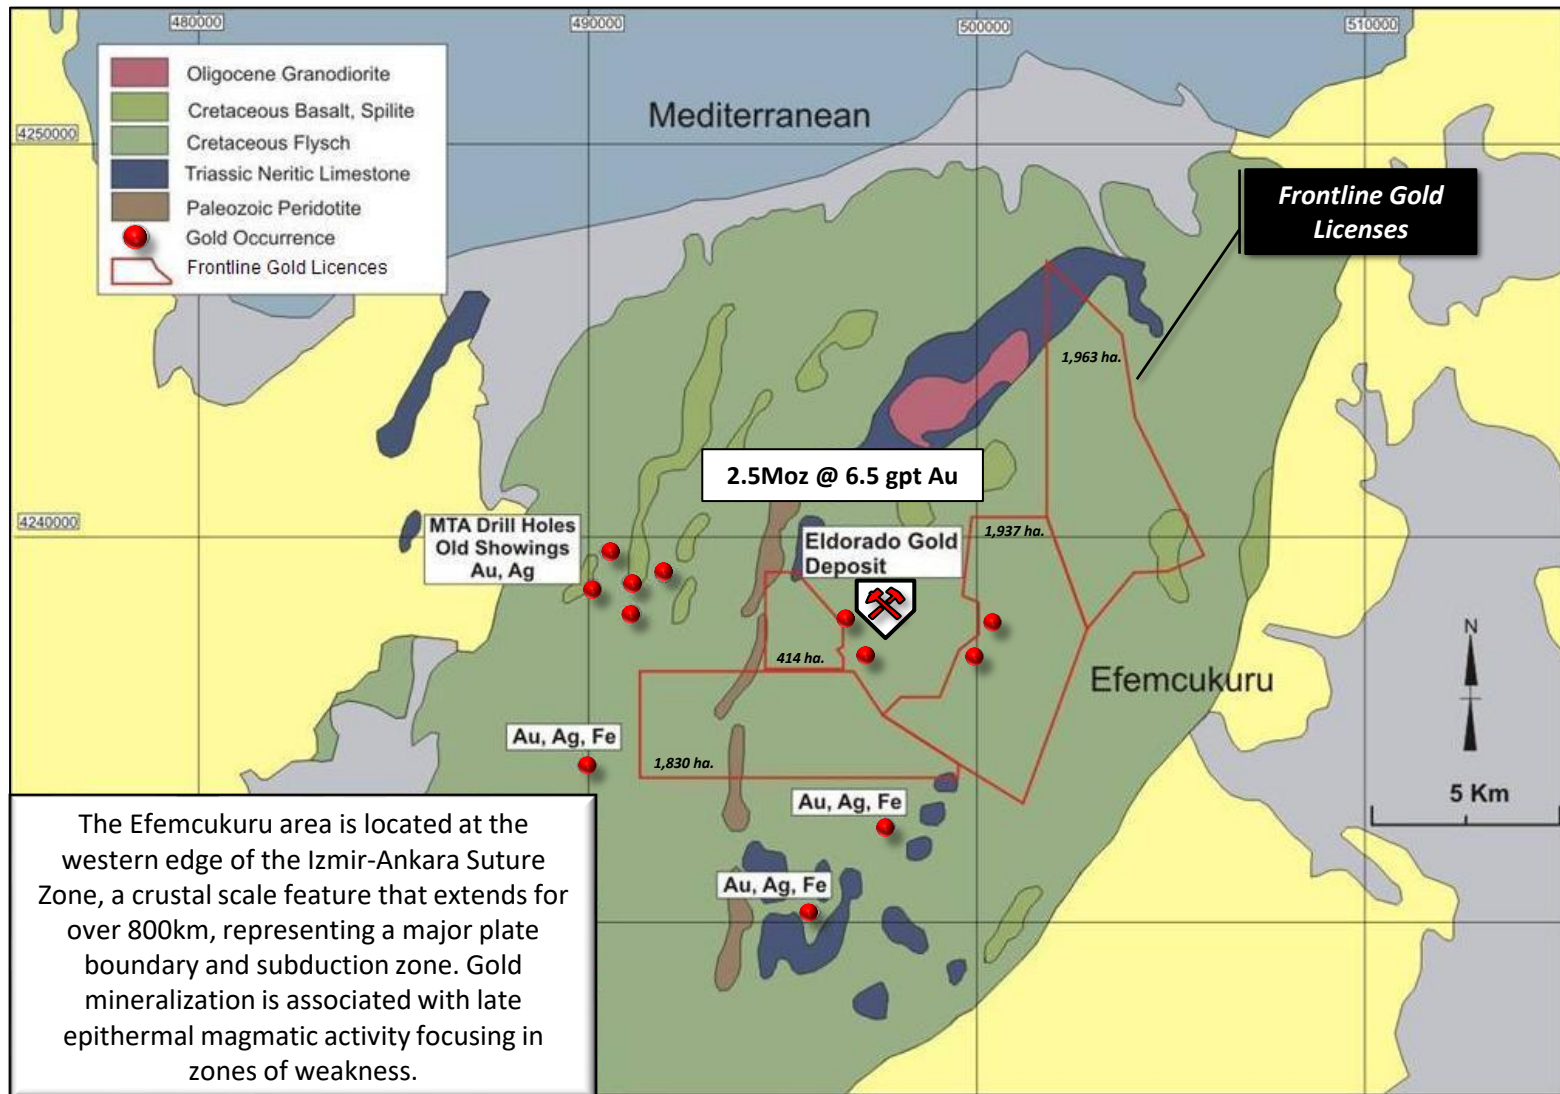 480000
490000
500000
510000
4250000
4240000
Oligocene Granodiorite
Cretaceous Basalt, Spilite
Cretaceous Flysch
Triassic Neritic Limestone
Paleozoic Peridotite
Gold Occurrence
Frontline Gold Licences
Mediterranean
Frontline Gold
Licenses
1,963 ha.
2.5Moz @ 6.5 gpt Au
MTA Drill Holes
Old Showings
Au, Ag
Eldorado Gold
Deposit
1,937 ha.
414 ha.
Efemcukuru
N
Au, Ag, Fe
1,830 ha.
Au, Ag, Fe
5 Km
Au, Ag, Fe
The Efemcukuru area is located at the
western edge of the Izmir-Ankara Suture
Zone, a crustal scale feature that extends for
over 800km, representing a major plate
boundary and subduction zone. Gold
mineralization is associated with late
epithermal magmatic activity focusing in
zones of weakness.